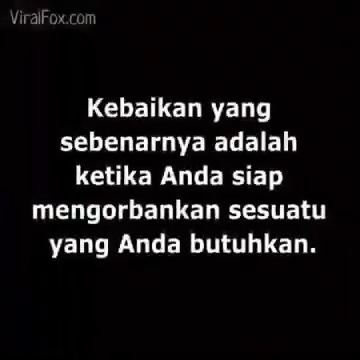 ViralFox.com
Kebaikan yang
sebenarnya adalah
ketika Anda siap
mengorbankan sesuatu
yang Anda butuhkan.